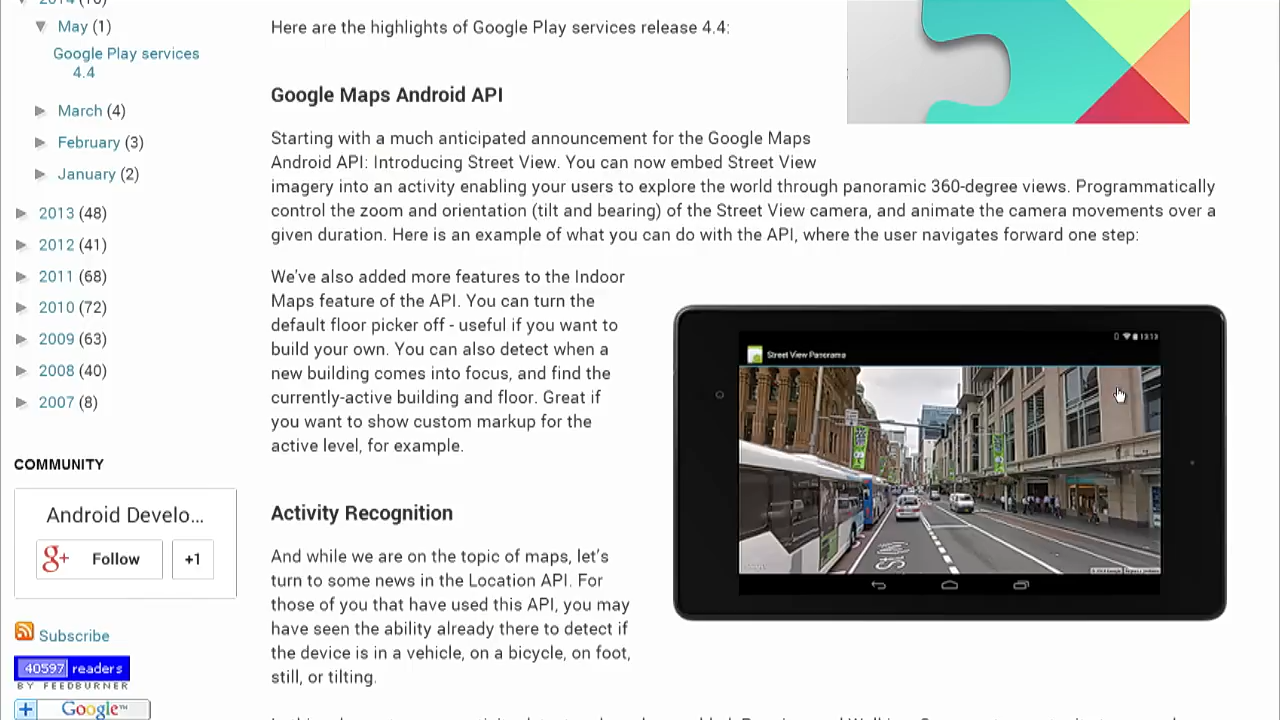 May (1)
Google Play services
4.4
March (4)
February (3)
January (2)
2013 (48)
2012 (41)
2011 (68)
2010 (72)
2009 (63)
2008 (40)
2007 (8)
COMMUNITY
Android Develo...
g+ Follow +1
Subscribe
40597 readers
BY FEEDBURNER
+ Google™
Here are the highlights of Google Play services release 4.4:
Google Maps Android API
Starting with a much anticipated announcement for the Google Maps
Android API: Introducing Street View. You can now embed Street View
imagery into an activity enabling your users to explore the world through panoramic 360-degree views. Programmatically
control the zoom and orientation (tilt and bearing) of the Street View camera, and animate the camera movements over a
given duration. Here is an example of what you can do with the API, where the user navigates forward one step:
We've also added more features to the Indoor
Maps feature of the API. You can turn the
default floor picker off - useful if you want to
build your own. You can also detect when a
new building comes into focus, and find the
currently-active building and floor. Great if
you want to show custom markup for the
active level, for example.
13:13
Street View Panorama
Activity Recognition
And while we are on the topic of maps, let's
turn to some news in the Location API. For
those of you that have used this API, you may
have seen the ability already there to detect if
the device is in a vehicle, on a bicycle, on foot,
still, or tilting.